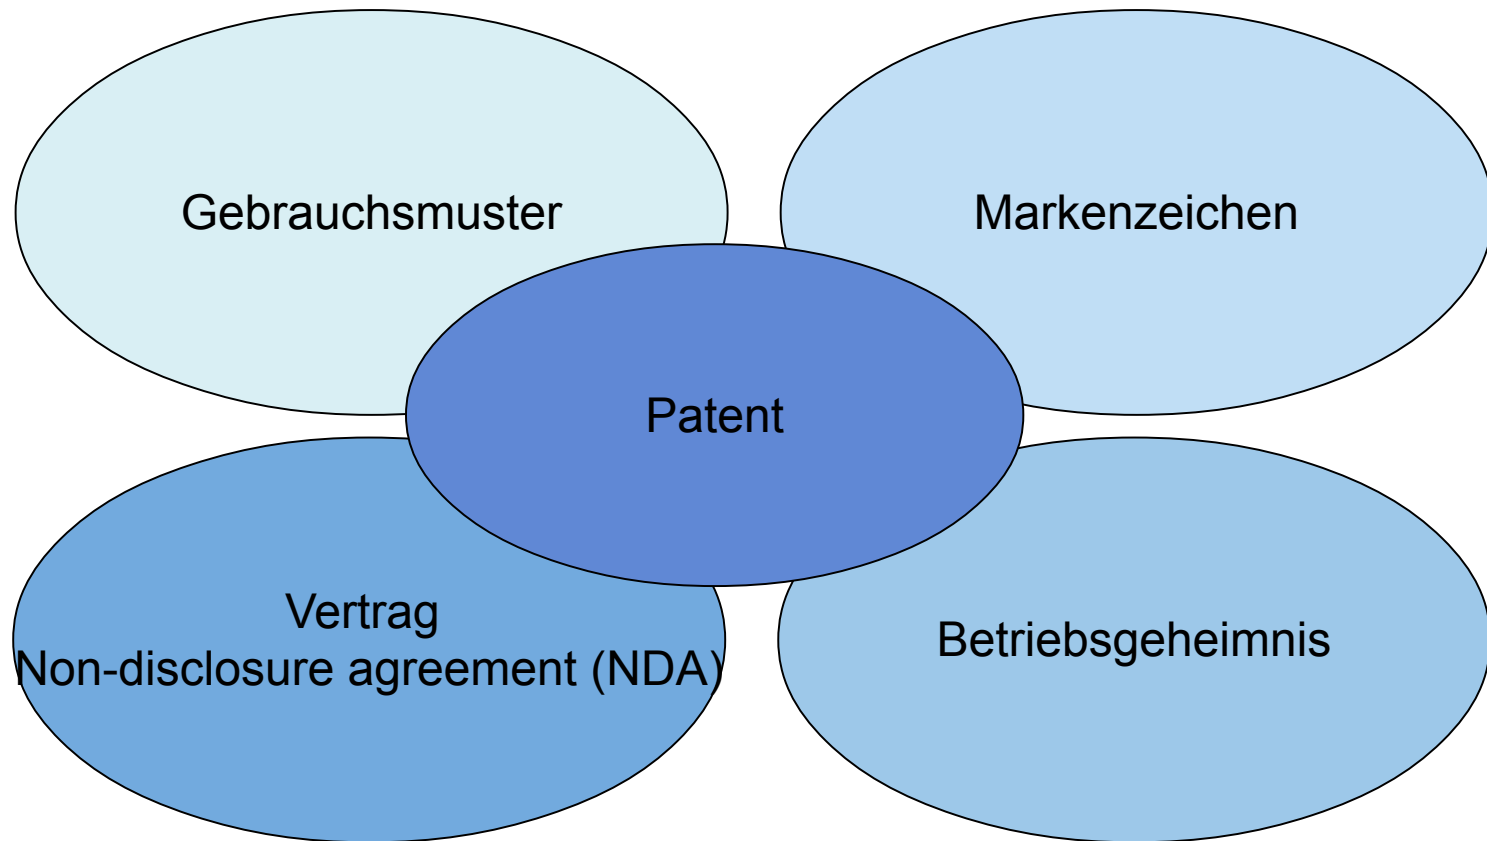 Gebrauchsmuster
Markenzeichen
Patent
Vertrag
Non-disclosure agreement (NDA)
Betriebsgeheimnis